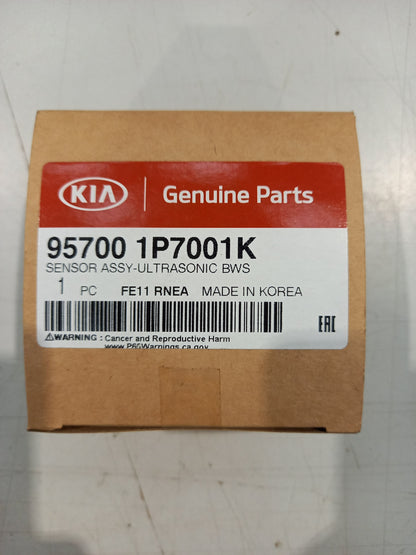 KIA Genuine Parts
95700 1P7001K
SENSOR ASSY-ULTRASONIC BWS
1 PC FE11 RNEA MADE IN KOREA
EAC
WARNING : Cancer and Reproductive Harm
www.P65Warnings.ca.gov